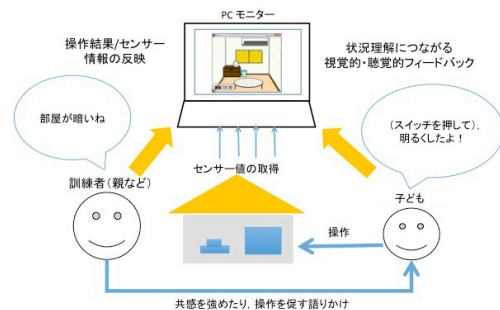 PC モニター
操作結果/センサー
情報の反映
状況理解につながる
視覚的・聴覚的フィードバック
部屋が暗いね
(スイッチを押して),
明るくしたよ！
センサー値の取得
訓練者(親など)
子ども
操作
共感を強めたり, 操作を促す語りかけ